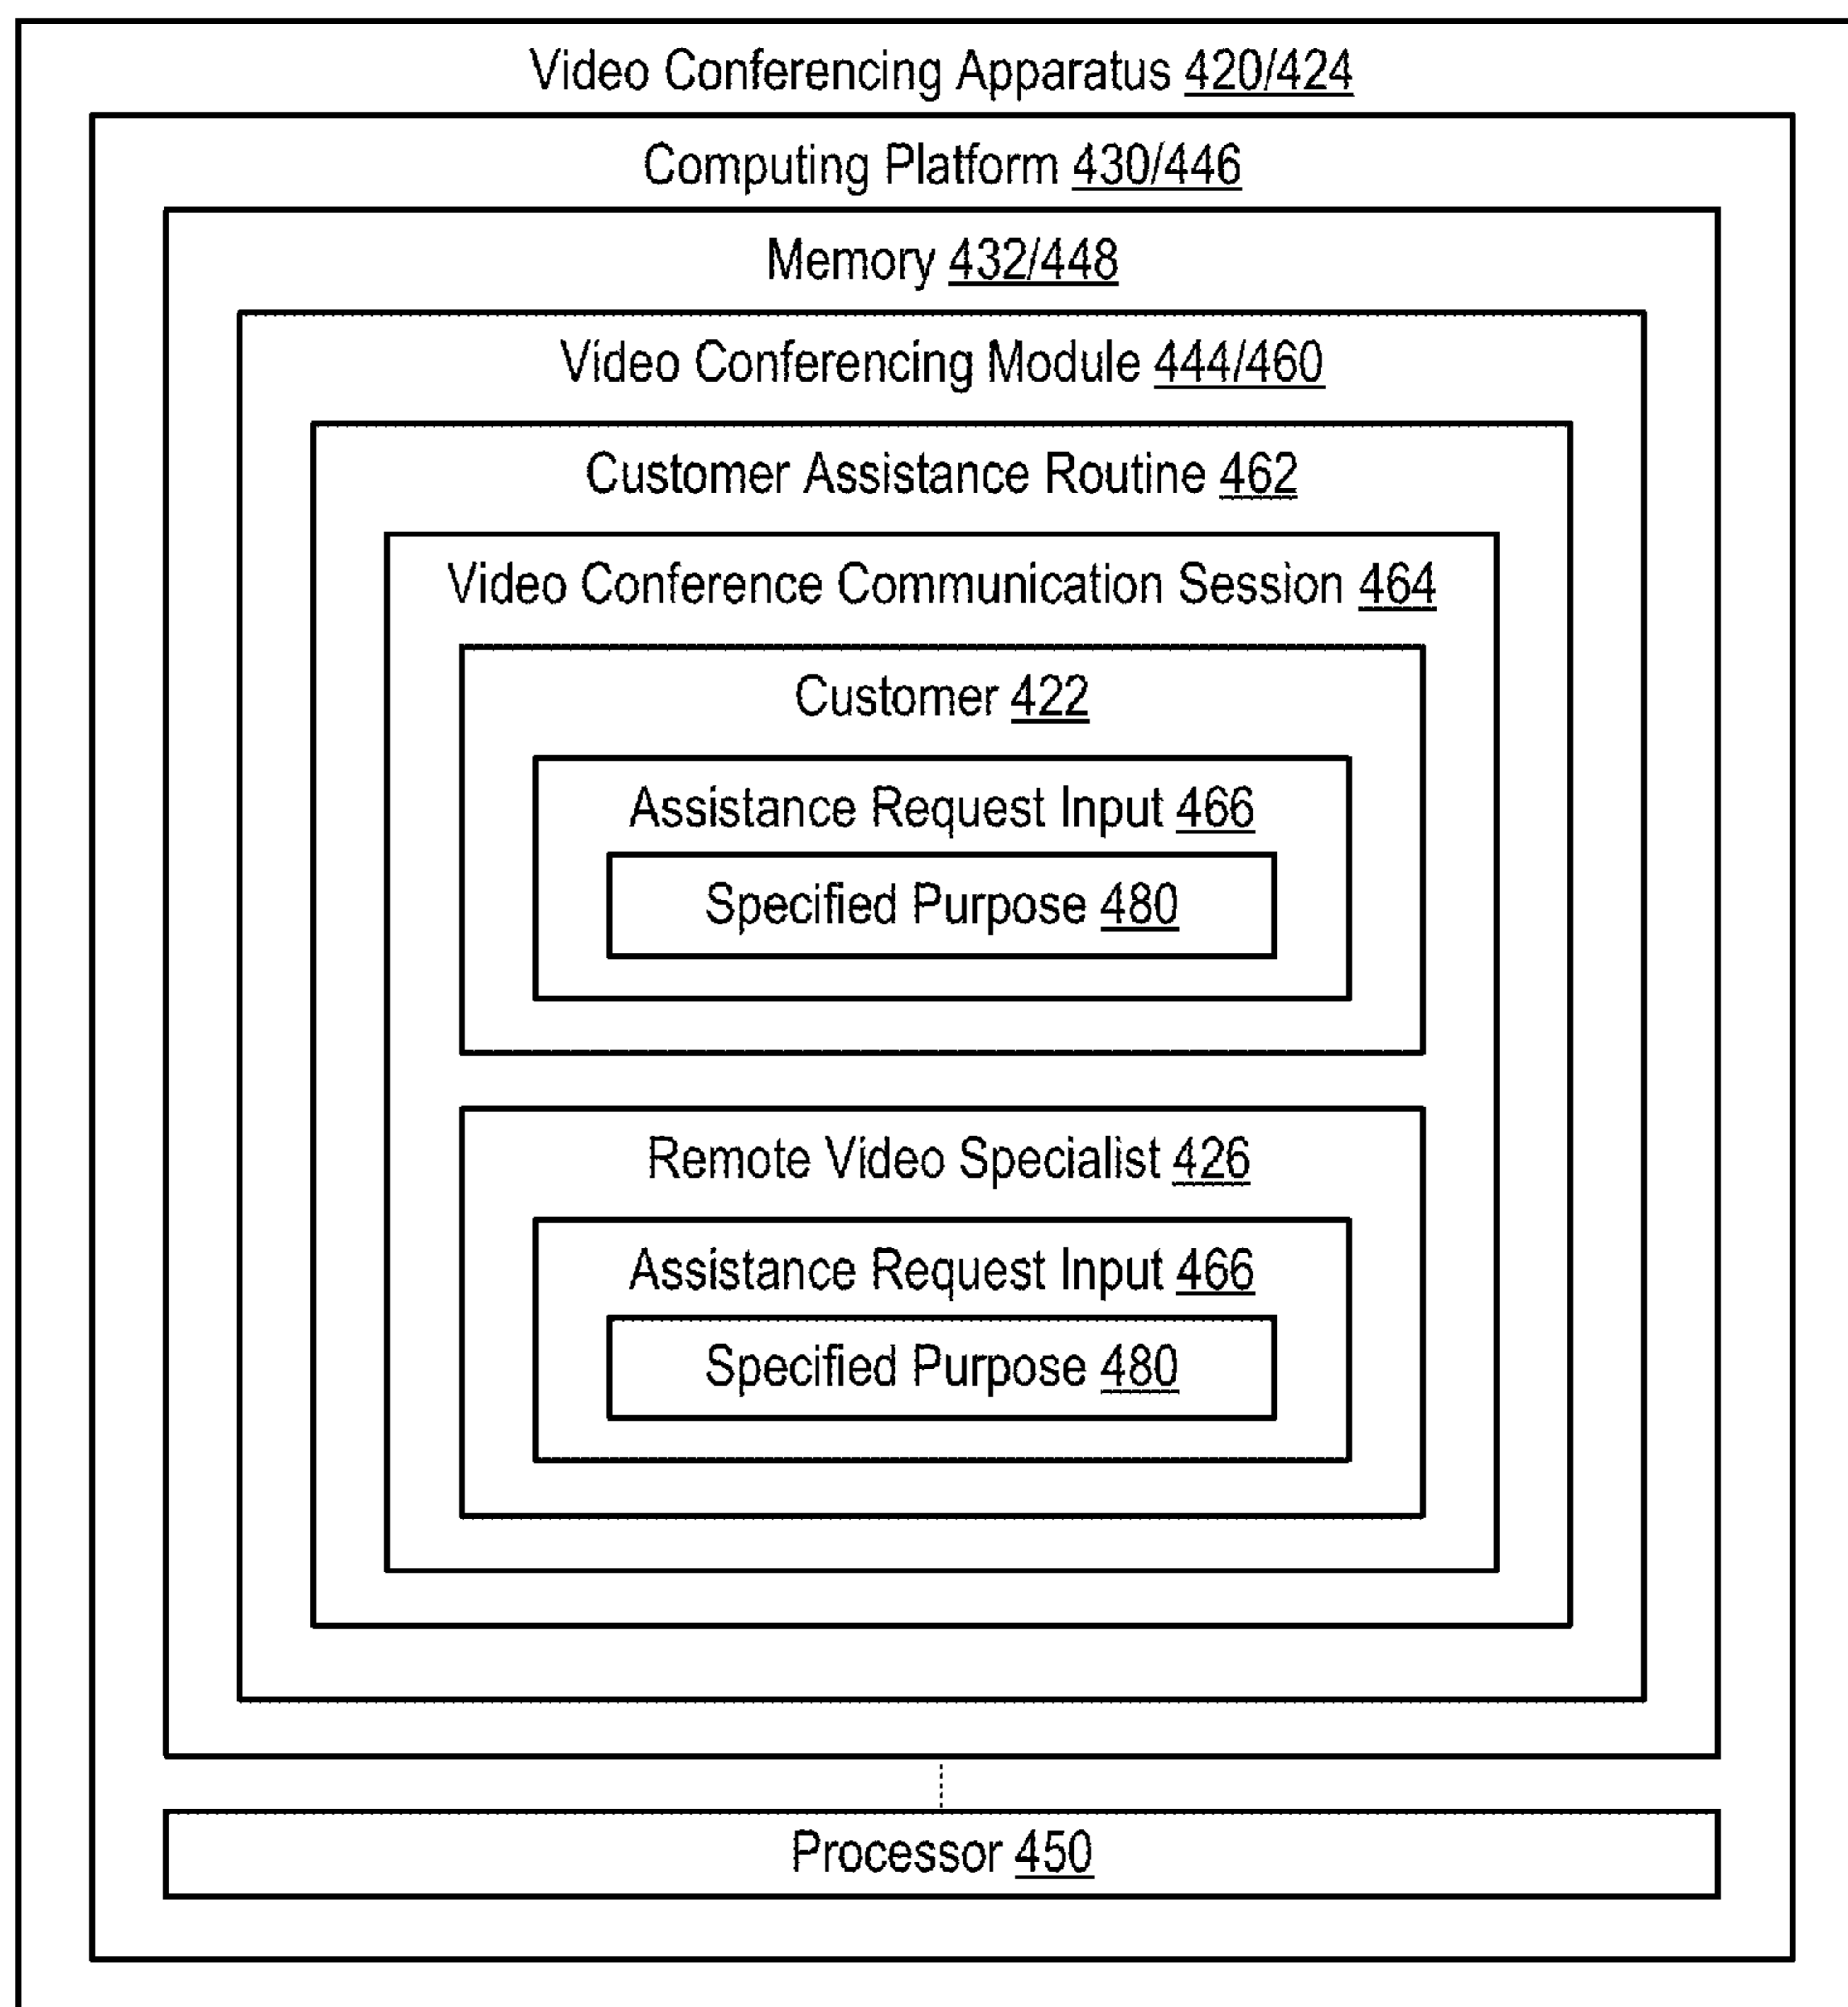 Video Conferencing Apparatus 420/424
Computing Platform 430/446
Memory 432/448
Video Conferencing Module 444/460
Customer Assistance Routine 462
Video Conference Communication Session 464
Customer 422
Assistance Request Input 466
Specified Purpose 480
Remote Video Specialist 426
Assistance Request Input 466
Specified Purpose 480
Processor 450